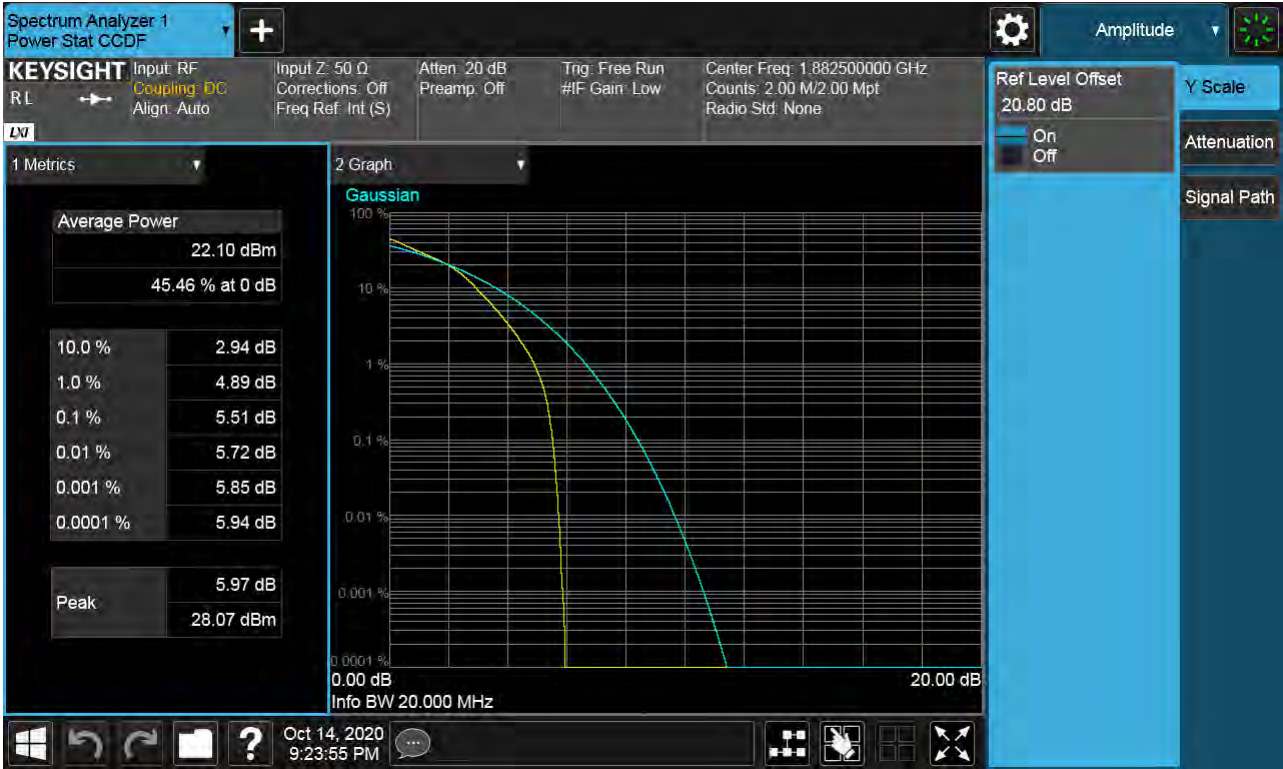 Spectrum Analyzer 1
Power Stat CCDF
+
Amplitude
KEYSIGHT
R L
LXI
Input: RF
Coupling: DC
Align: Auto
Input Z: 50 Ω
Corrections: Off
Freq Ref: Int (S)
Atten: 20 dB
Preamp: Off
Trig: Free Run
#IF Gain: Low
Center Freq: 1.882500000 GHz
Counts: 2.00 M/2.00 Mpt
Radio Std: None
Ref Level Offset
20.80 dB
On
Off
Y Scale
Attenuation
Signal Path
1 Metrics
Average Power
22.10 dBm
45.46 % at 0 dB
10.0 % 2.94 dB
1.0 % 4.89 dB
0.1 % 5.51 dB
0.01 % 5.72 dB
0.001 % 5.85 dB
0.0001 % 5.94 dB
Peak
5.97 dB
28.07 dBm
2 Graph
Gaussian
100 %
10 %
1 %
0.1 %
0.01 %
0.001 %
0.0001 %
0.00 dB 20.00 dB
Info BW 20.000 MHz
?
Oct 14, 2020
9:23:55 PM